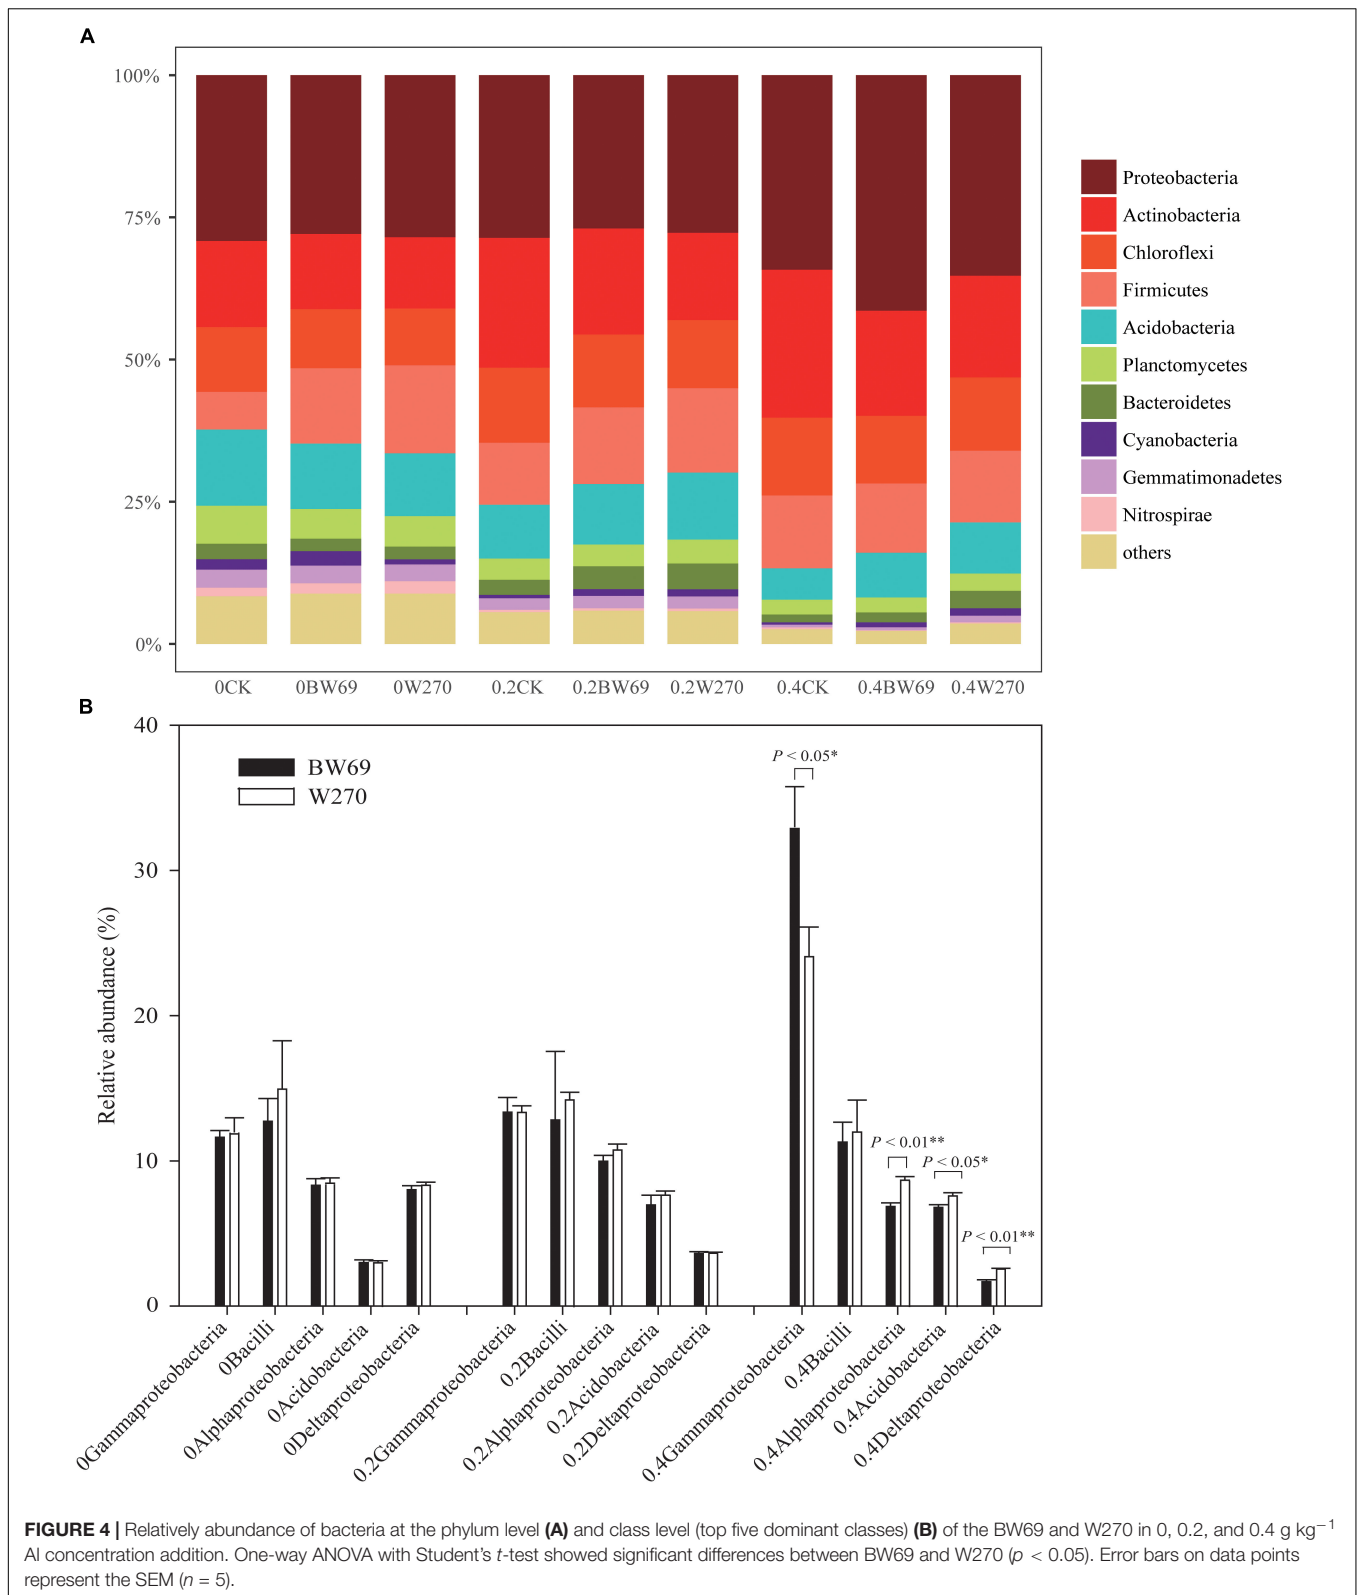 A
100%
75%
50%
25%
0%
0CK 0BW69 0W270 0.2CK 0.2BW69 0.2W270 0.4CK 0.4BW69 0.4W270
Proteobacteria
Actinobacteria
Chloroflexi
Firmicutes
Acidobacteria
Planctomycetes
Bacteroidetes
Cyanobacteria
Gemmatimonadetes
Nitrospirae
others
B
40
30
20
10
0
Relative abundance (%)
BW69
W270
P < 0.05*
P < 0.01**
P < 0.05*
P < 0.01**
0Gammaproteobacteria
0Bacilli
0Alphaproteobacteria
0Acidobacteria
0Deltaproteobacteria
0.2Gammaproteobacteria
0.2Bacilli
0.2Alphaproteobacteria
0.2Acidobacteria
0.2Deltaproteobacteria
0.4Gammaproteobacteria
0.4Bacilli
0.4Alphaproteobacteria
0.4Acidobacteria
0.4Deltaproteobacteria
FIGURE 4 | Relatively abundance of bacteria at the phylum level (A) and class level (top five dominant classes) (B) of the BW69 and W270 in 0, 0.2, and 0.4 g kg⁻¹
Al concentration addition. One-way ANOVA with Student's t-test showed significant differences between BW69 and W270 (p < 0.05). Error bars on data points
represent the SEM (n = 5).